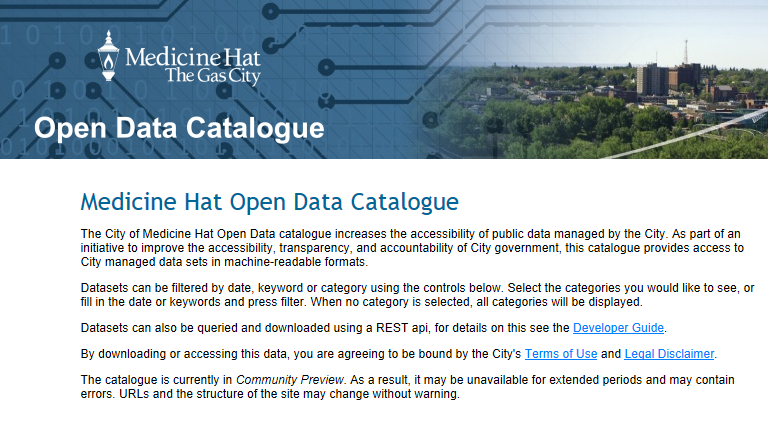 Medicine Hat
The Gas City
Open Data Catalogue
Medicine Hat Open Data Catalogue
The City of Medicine Hat Open Data catalogue increases the accessibility of public data managed by the City. As part of an
initiative to improve the accessibility, transparency, and accountability of City government, this catalogue provides access to
City managed data sets in machine-readable formats.
Datasets can be filtered by date, keyword or category using the controls below. Select the categories you would like to see, or
fill in the date or keywords and press filter. When no category is selected, all categories will be displayed.
Datasets can also be queried and downloaded using a REST api, for details on this see the Developer Guide.
By downloading or accessing this data, you are agreeing to be bound by the City's Terms of Use and Legal Disclaimer.
The catalogue is currently in Community Preview. As a result, it may be unavailable for extended periods and may contain
errors. URLs and the structure of the site may change without warning.